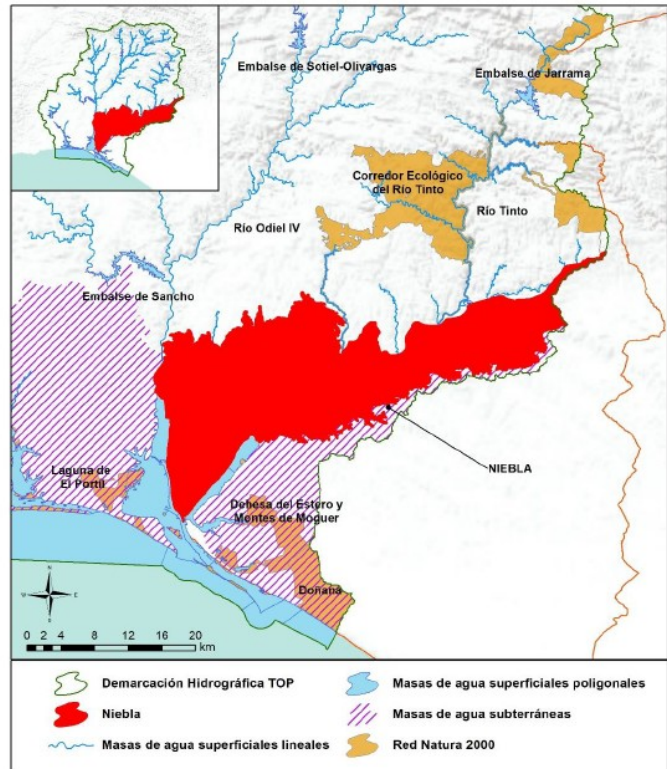 Embalse de Sotiel-Olivargas
Embalse de Jarrama
Corredor Ecológico
del Río Tinto
Río Tinto
Río Odiel IV
Embalse de Sancho
NIEBLA
Laguna de
El Portil
Dehesa del Estero y
Montes de Moguer
Doñana
N
W
E
S
0 2 4 8 12 16 20
km
Demarcación Hidrográfica TOP
Masas de agua superficiales poligonales
Niebla
Masas de agua subterráneas
Masas de agua superficiales lineales
Red Natura 2000